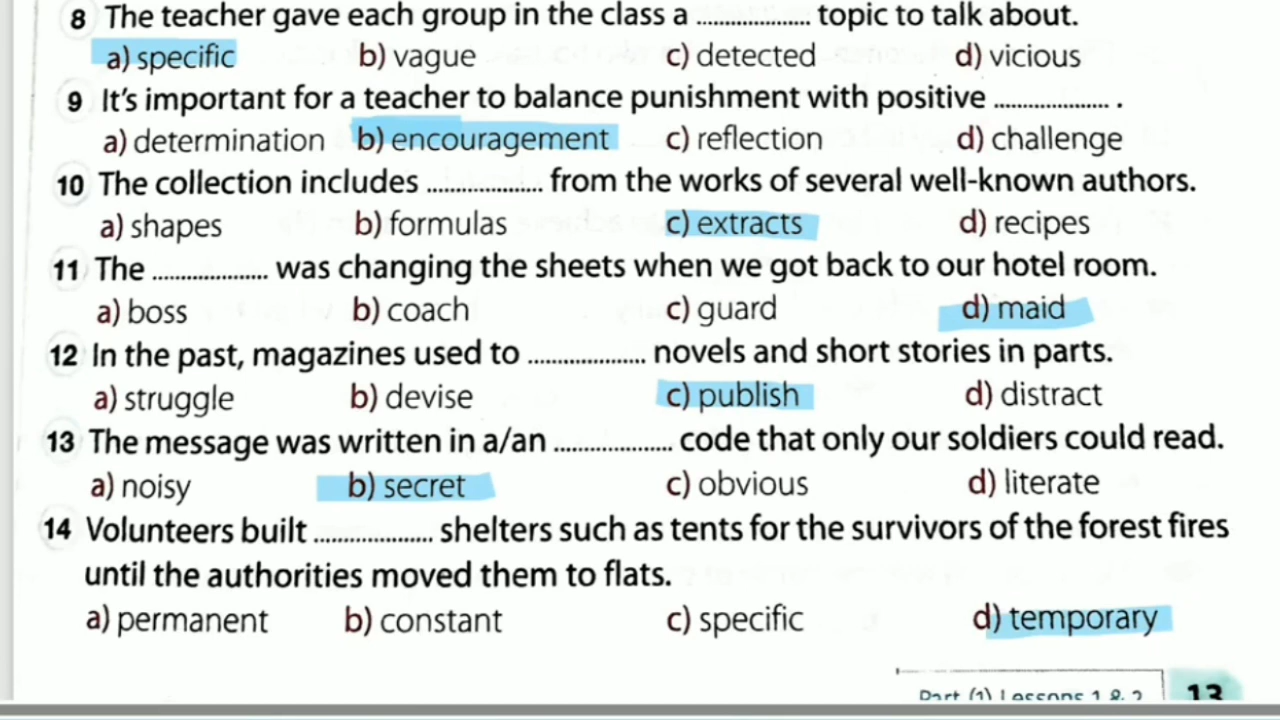 8 The teacher gave each group in the class a .................... topic to talk about.
a) specific b) vague c) detected d) vicious
9 It's important for a teacher to balance punishment with positive .................... .
a) determination b) encouragement c) reflection d) challenge
10 The collection includes .................... from the works of several well-known authors.
a) shapes b) formulas c) extracts d) recipes
11 The .................... was changing the sheets when we got back to our hotel room.
a) boss b) coach c) guard d) maid
12 In the past, magazines used to .................... novels and short stories in parts.
a) struggle b) devise c) publish d) distract
13 The message was written in a/an .................... code that only our soldiers could read.
a) noisy b) secret c) obvious d) literate
14 Volunteers built .................... shelters such as tents for the survivors of the forest fires
until the authorities moved them to flats.
a) permanent b) constant c) specific d) temporary
Part (1) Lessons 1 & 2 13